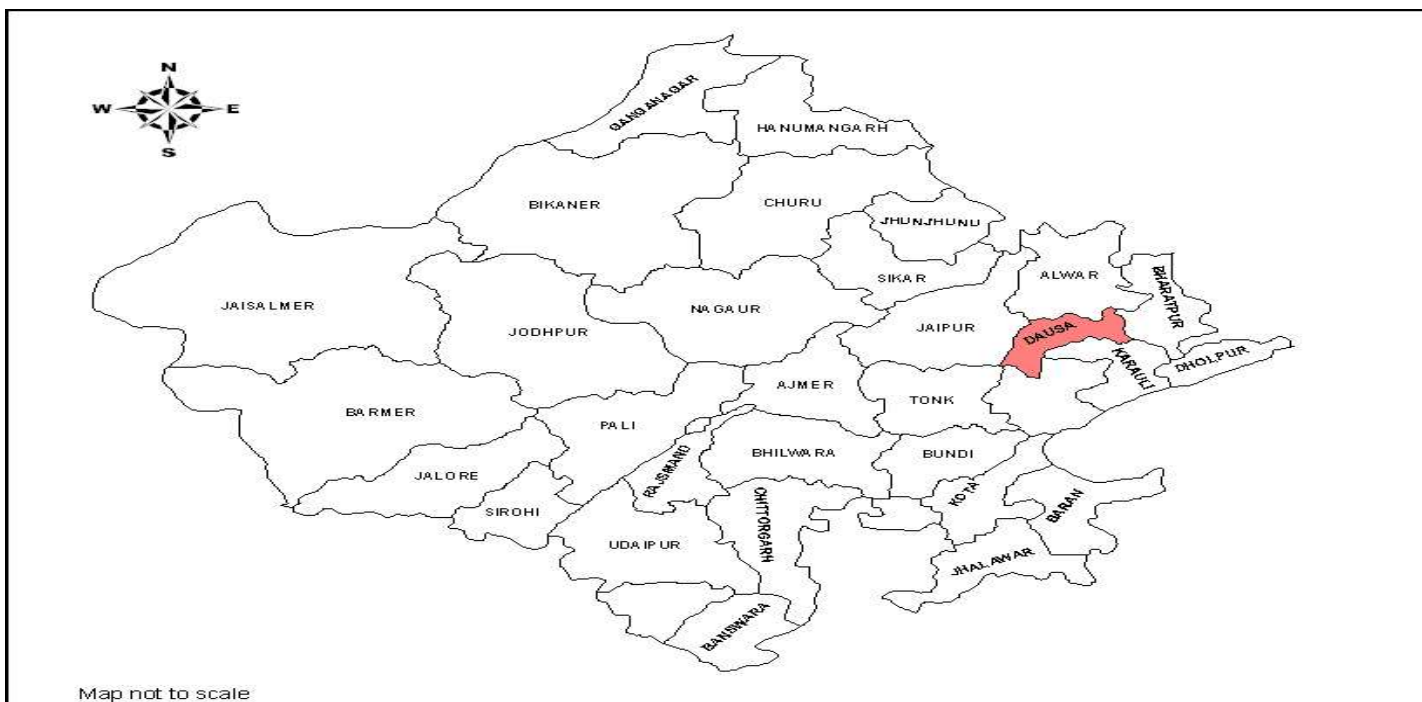 N
W E
S
GANGANAGAR
HANUMANGARH
BIKANER
CHURU
JHUNJHUNU
SIKAR
ALWAR
BHARATPUR
JAISALMER
JODHPUR
NAGAUR
JAIPUR
DAUSA
KARAULI
DHOLPUR
BARMER
PALI
AJMER
TONK
JALORE
SIROHI
RAJSMAND
BHILWARA
BUNDI
KOTA
BARAN
UDAIPUR
CHITTORGARH
JHALAWAR
BANSWARA
Map not to scale